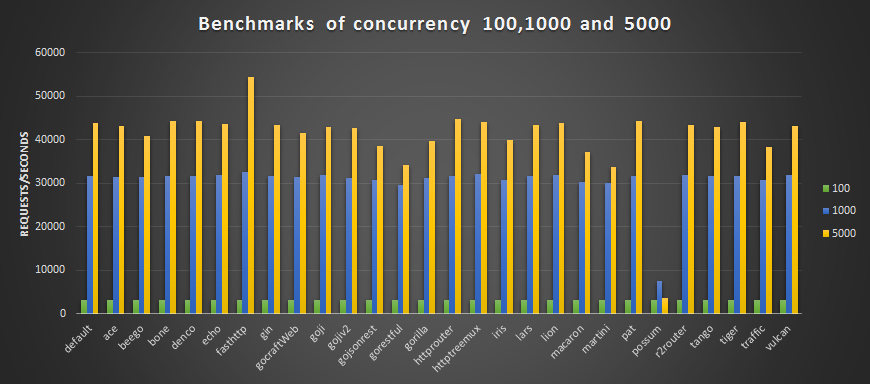 Benchmarks of concurrency 100,1000 and 5000
REQUESTS/SECONDS
60000
50000
40000
30000
20000
10000
0
default
ace
beego
bone
denco
echo
fasthttp
gin
gocraftWeb
goji
gojiv2
gojsonrest
gorestful
gorilla
httprouter
httptreemux
iris
lars
lion
macaron
martini
pat
possum
r2router
tango
tiger
traffic
vulcan
100
1000
5000